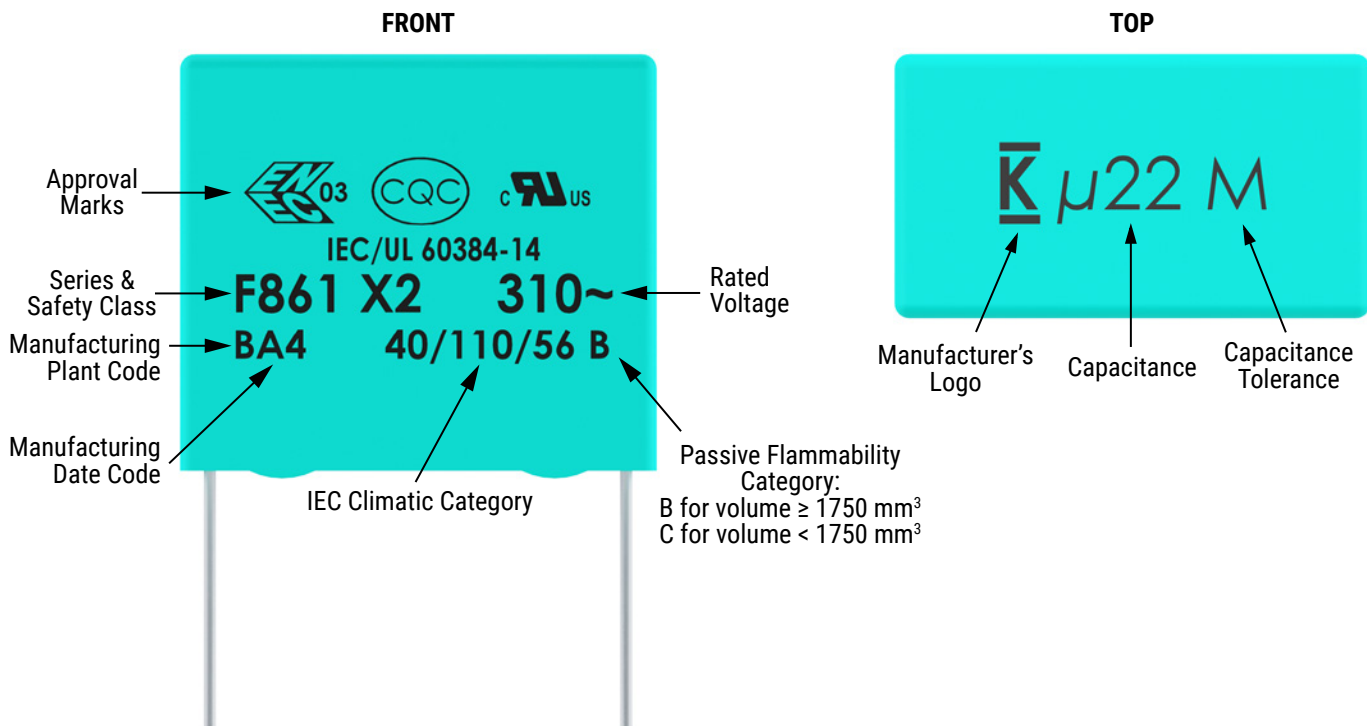 FRONT
Approval
Marks
ENEC 03
CQC
c RU US
IEC/UL 60384-14
Series &
Safety Class
F861 X2 310~
Rated
Voltage
Manufacturing
Plant Code
BA4 40/110/56 B
Manufacturing
Date Code
IEC Climatic Category
Passive Flammability
Category:
B for volume ≥ 1750 mm³
C for volume < 1750 mm³
TOP
K µ22 M
Manufacturer's
Logo
Capacitance
Capacitance
Tolerance